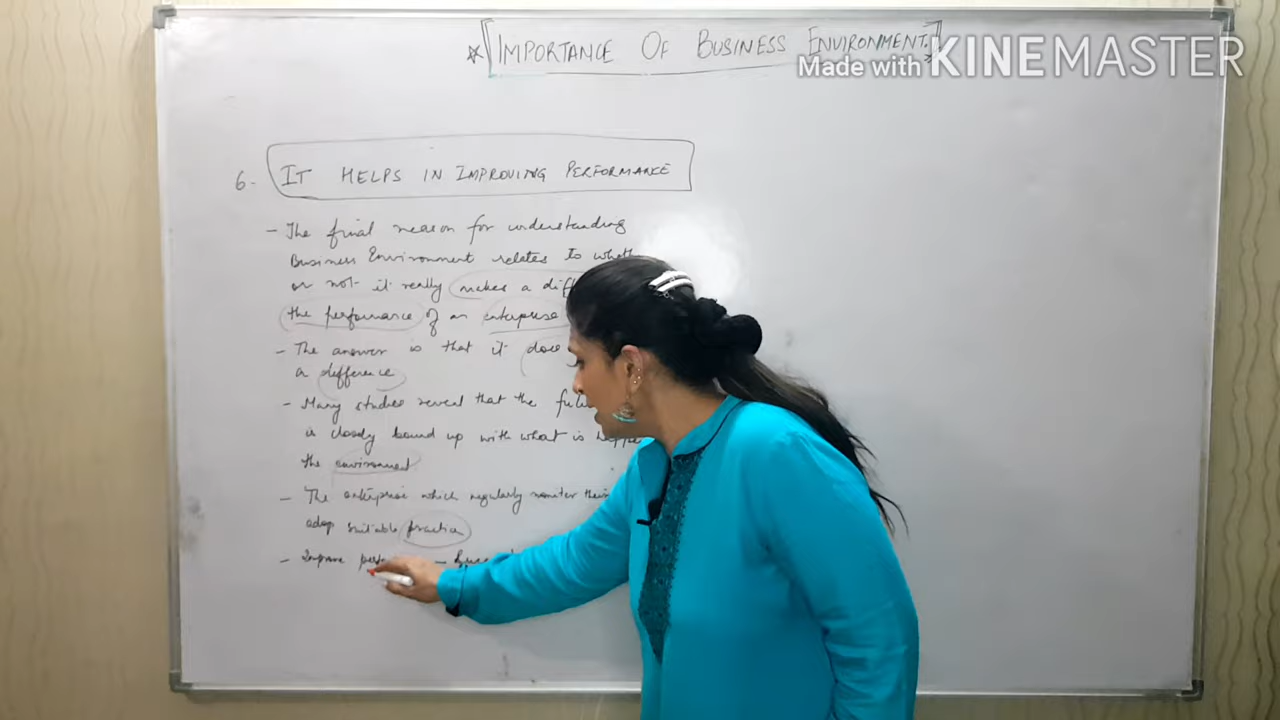 * [IMPORTANCE OF BUSINESS ENVIRONMENT.]
Made with KINEMASTER
6- IT HELPS IN IMPROVING PERFORMANCE
- The final reason for understanding
Business Environment relates to
or not it really makes a
the performance of an enterprise
- The answer is that it does
a difference
- Many studies reveal that the
is closely bound up with what is
the environment
- The enterprise which regularly monitor their
adop suitable practices
- Improve